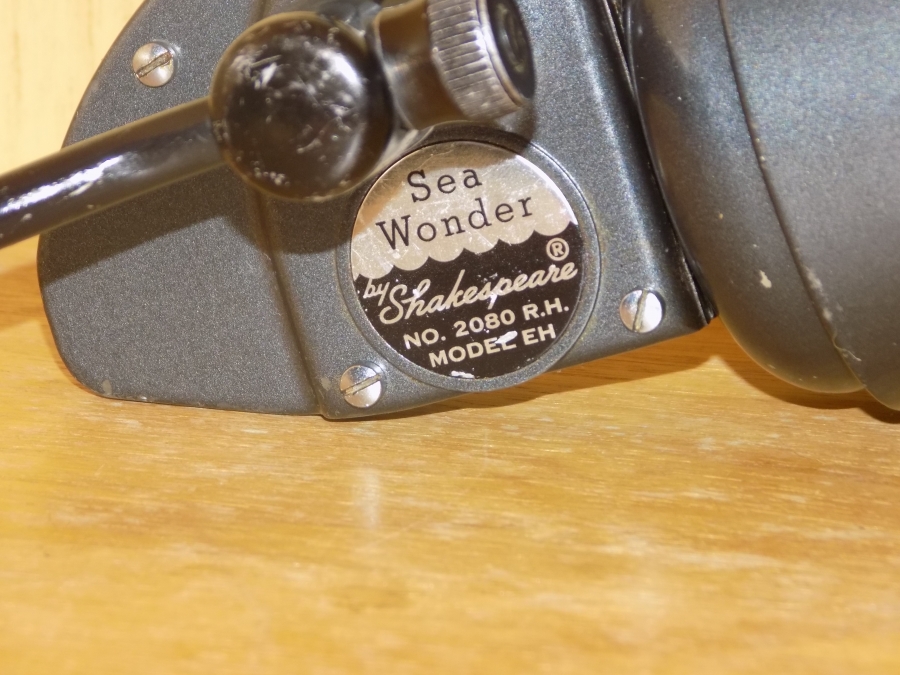 Sea
Wonder
by Shakespeare®
NO. 2080 R.H.
MODEL EH